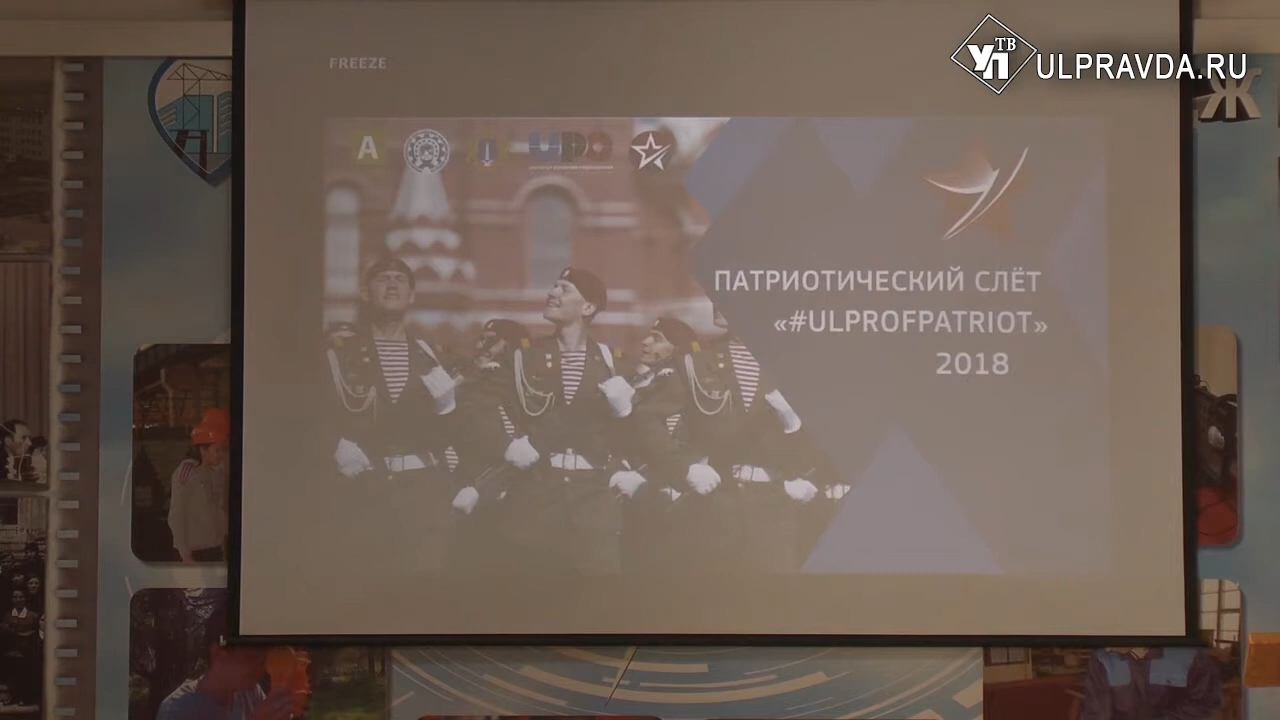 FREEZE
УП
ТВ
ULPRAVDA.RU
Ж
А
ПАТРИОТИЧЕСКИЙ СЛЁТ
«#ULPROFPATRIOT»
2018